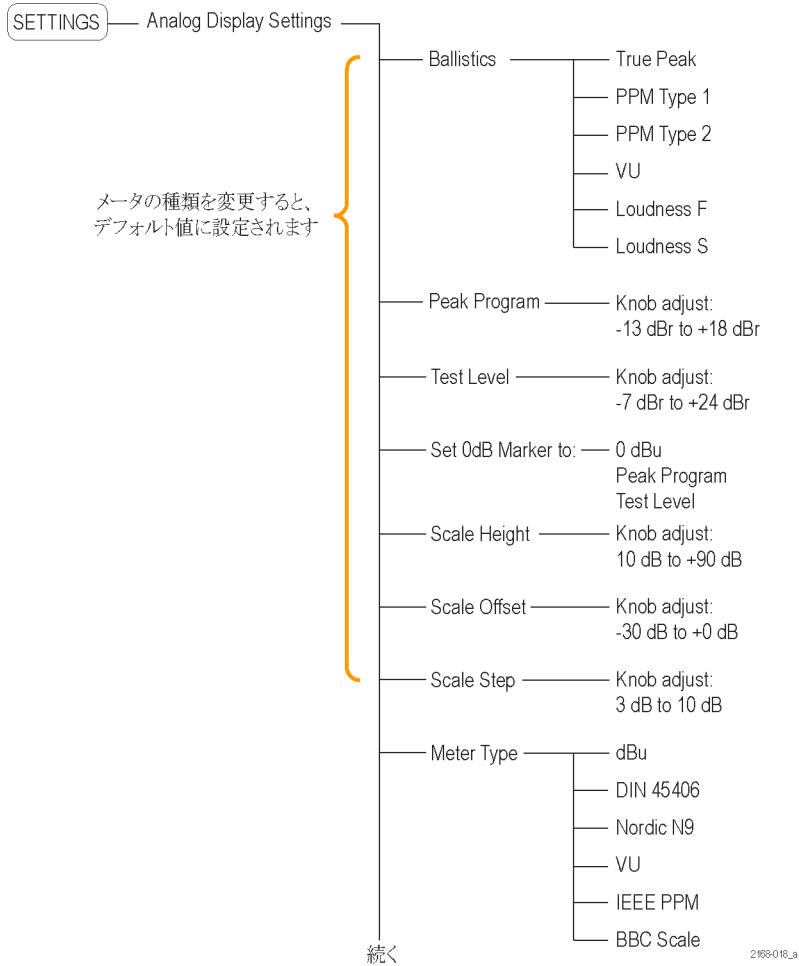 SETTINGS
Analog Display Settings
Ballistics
True Peak
PPM Type 1
PPM Type 2
VU
Loudness F
Loudness S
メータの種類を変更すると、
デフォルト値に設定されます
Peak Program
Knob adjust:
-13 dBr to +18 dBr
Test Level
Knob adjust:
-7 dBr to +24 dBr
Set 0dB Marker to:
0 dBu
Peak Program
Test Level
Scale Height
Knob adjust:
10 dB to +90 dB
Scale Offset
Knob adjust:
-30 dB to +0 dB
Scale Step
Knob adjust:
3 dB to 10 dB
Meter Type
dBu
DIN 45406
Nordic N9
VU
IEEE PPM
BBC Scale
続く
2168-018_a